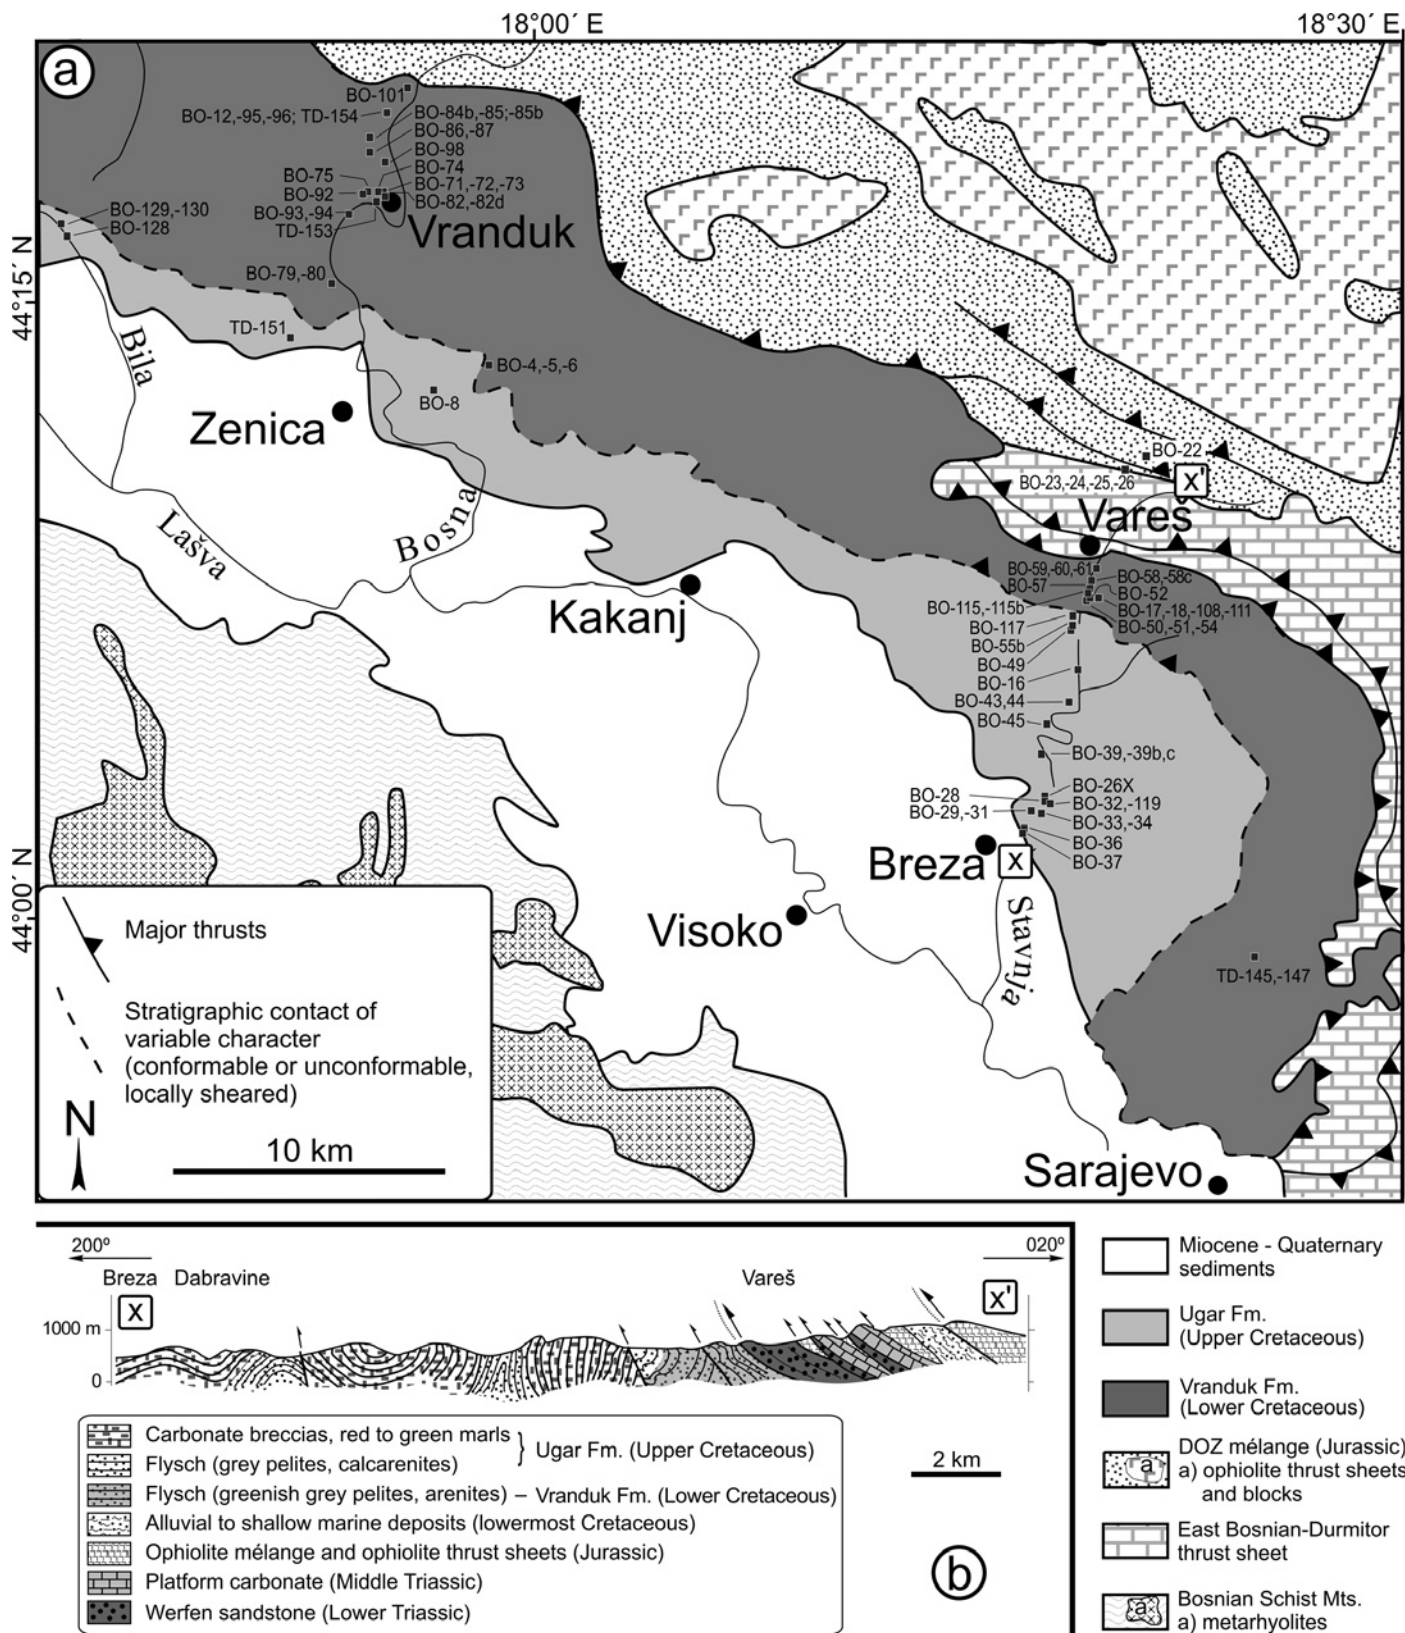 18°00´ E
18°30´ E
a
BO-101
BO-12,-95,-96; TD-154
BO-84b,-85;-85b
BO-86,-87
BO-98
BO-74
BO-75
BO-71,-72,-73
BO-92
BO-82,-82d
BO-93,-94
TD-153
Vranduk
BO-129,-130
BO-128
BO-79,-80
44°15´ N
TD-151
Bila
BO-4,-5,-6
BO-8
Zenica
BO-22
BO-23,-24,-25,-26
X'
Vareš
Lašva
Bosna
Kakanj
BO-59,-60,-61
BO-58,-58c
BO-57
BO-52
BO-115,-115b
BO-17,-18,-108,-111
BO-117
BO-50,-51,-54
BO-55b
BO-49
BO-16
BO-43,44
BO-45
BO-39,-39b,c
BO-28
BO-26X
BO-29,-31
BO-32,-119
BO-33,-34
BO-36
BO-37
Breza
X
44°00´ N
Visoko
Stavnja
TD-145,-147
Sarajevo
Major thrusts
Stratigraphic contact of
variable character
(conformable or unconformable,
locally sheared)
N
10 km
200º
020º
Breza Dabravine
Vareš
X
X'
1000 m
0
Carbonate breccias, red to green marls
Flysch (grey pelites, calcarenites)
} Ugar Fm. (Upper Cretaceous)
Flysch (greenish grey pelites, arenites) – Vranduk Fm. (Lower Cretaceous)
Alluvial to shallow marine deposits (lowermost Cretaceous)
Ophiolite mélange and ophiolite thrust sheets (Jurassic)
Platform carbonate (Middle Triassic)
Werfen sandstone (Lower Triassic)
2 km
b
Miocene - Quaternary
sediments
Ugar Fm.
(Upper Cretaceous)
Vranduk Fm.
(Lower Cretaceous)
a
DOZ mélange (Jurassic)
a) ophiolite thrust sheets
and blocks
East Bosnian-Durmitor
thrust sheet
a
Bosnian Schist Mts.
a) metarhyolites